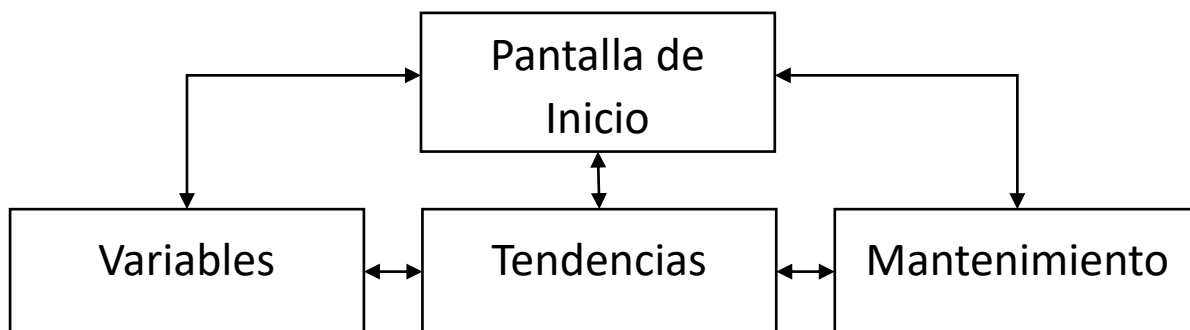 Pantalla de
Inicio
Variables
Tendencias
Mantenimiento